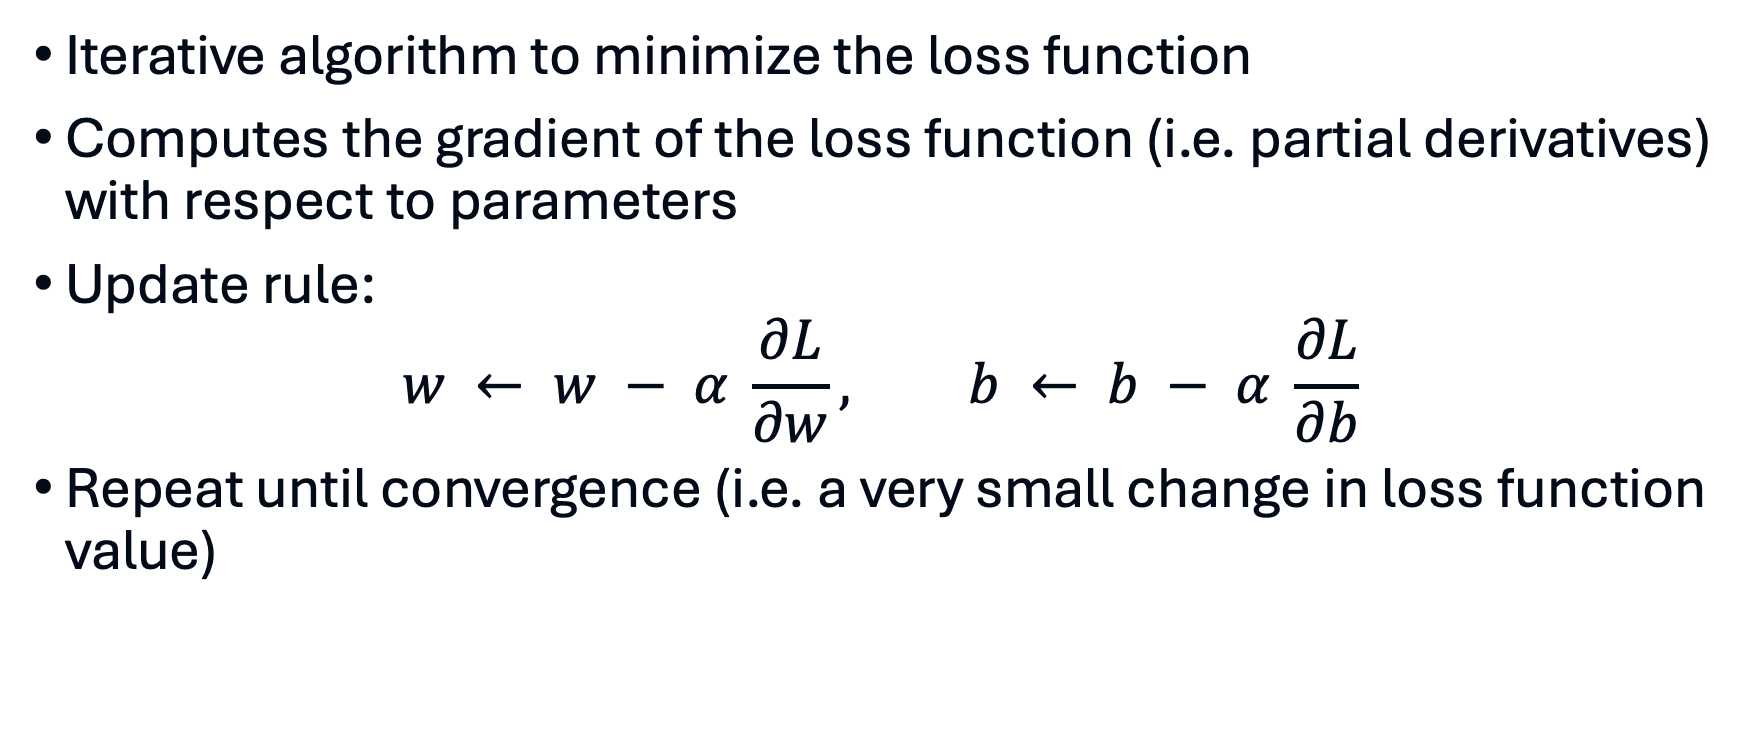 • Iterative algorithm to minimize the loss function
• Computes the gradient of the loss function (i.e. partial derivatives)
with respect to parameters
• Update rule:
w ← w − α ∂L/∂w, b ← b − α ∂L/∂b
• Repeat until convergence (i.e. a very small change in loss function
value)